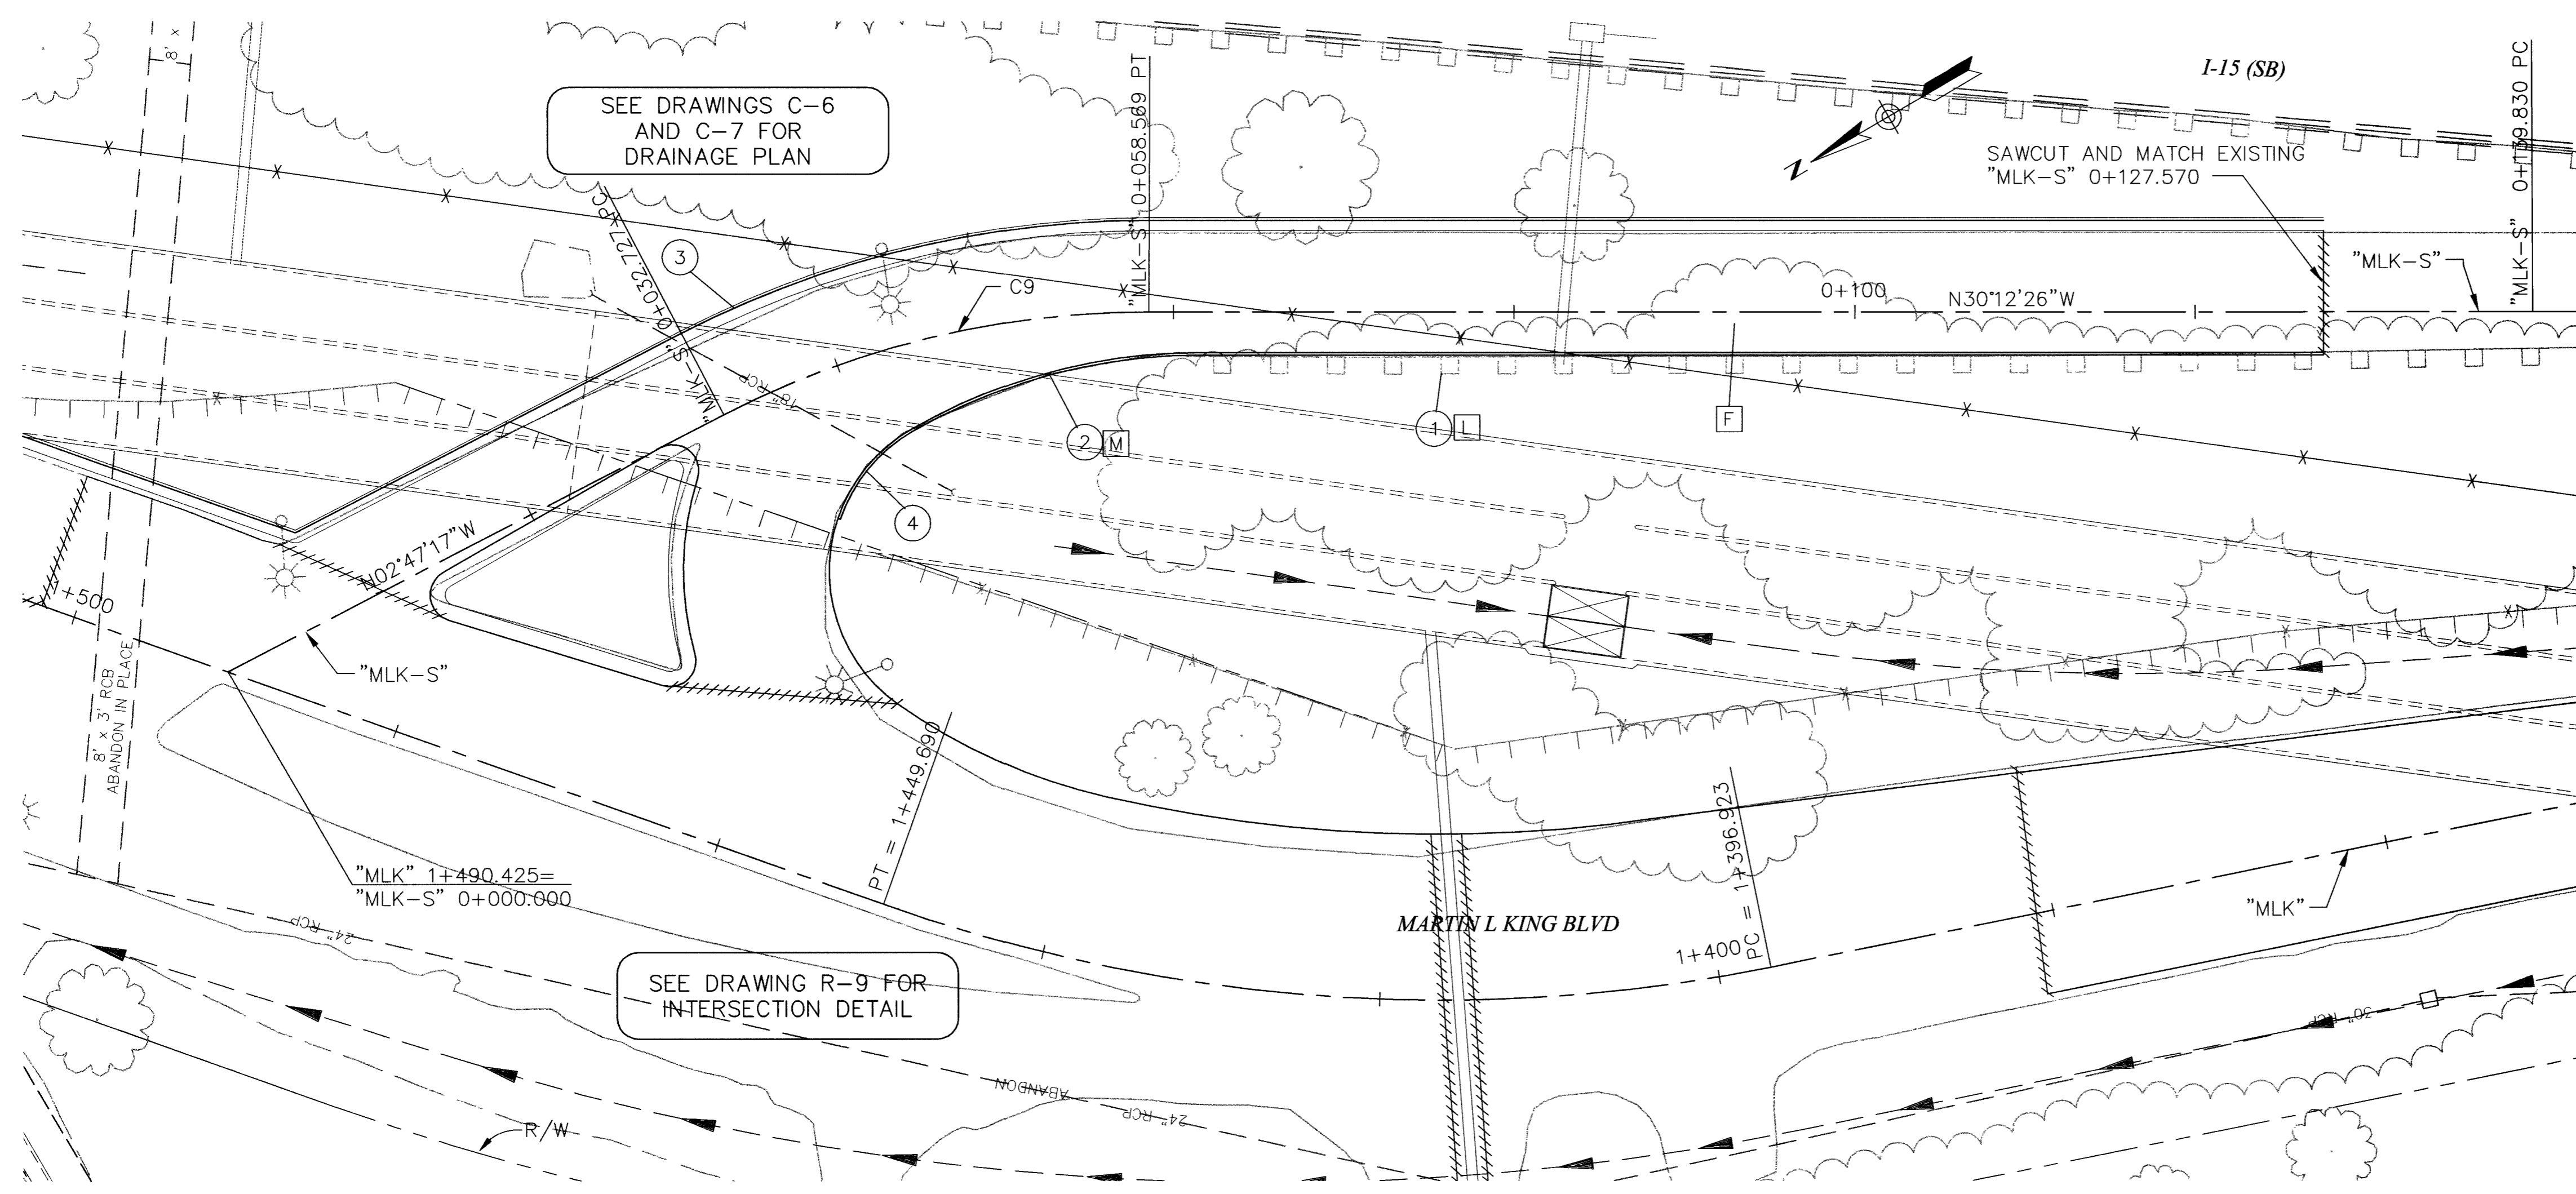 8' x
SEE DRAWINGS C-6
AND C-7 FOR
DRAINAGE PLAN
"MLK-S" 0+058.569 PT
I-15 (SB)
"MLK-S" 0+139.830 PC
N
SAWCUT AND MATCH EXISTING
"MLK-S" 0+127.570
"MLK-S" 0+032.727 PC
3
C9
0+100
N30°12'26"W
"MLK-S"
18" RCP
2 M
1 L
F
4
N02°47'17"W
1+500
"MLK-S"
8' x 3' RCB
ABANDON IN PLACE
PT = 1+449.690
PC = 1+396.923
"MLK" 1+490.425=
"MLK-S" 0+000.000
24" RCP
MARTIN L KING BLVD
1+400
"MLK"
SEE DRAWING R-9 FOR
INTERSECTION DETAIL
30" RCP
ABANDON
24" RCP
R/W